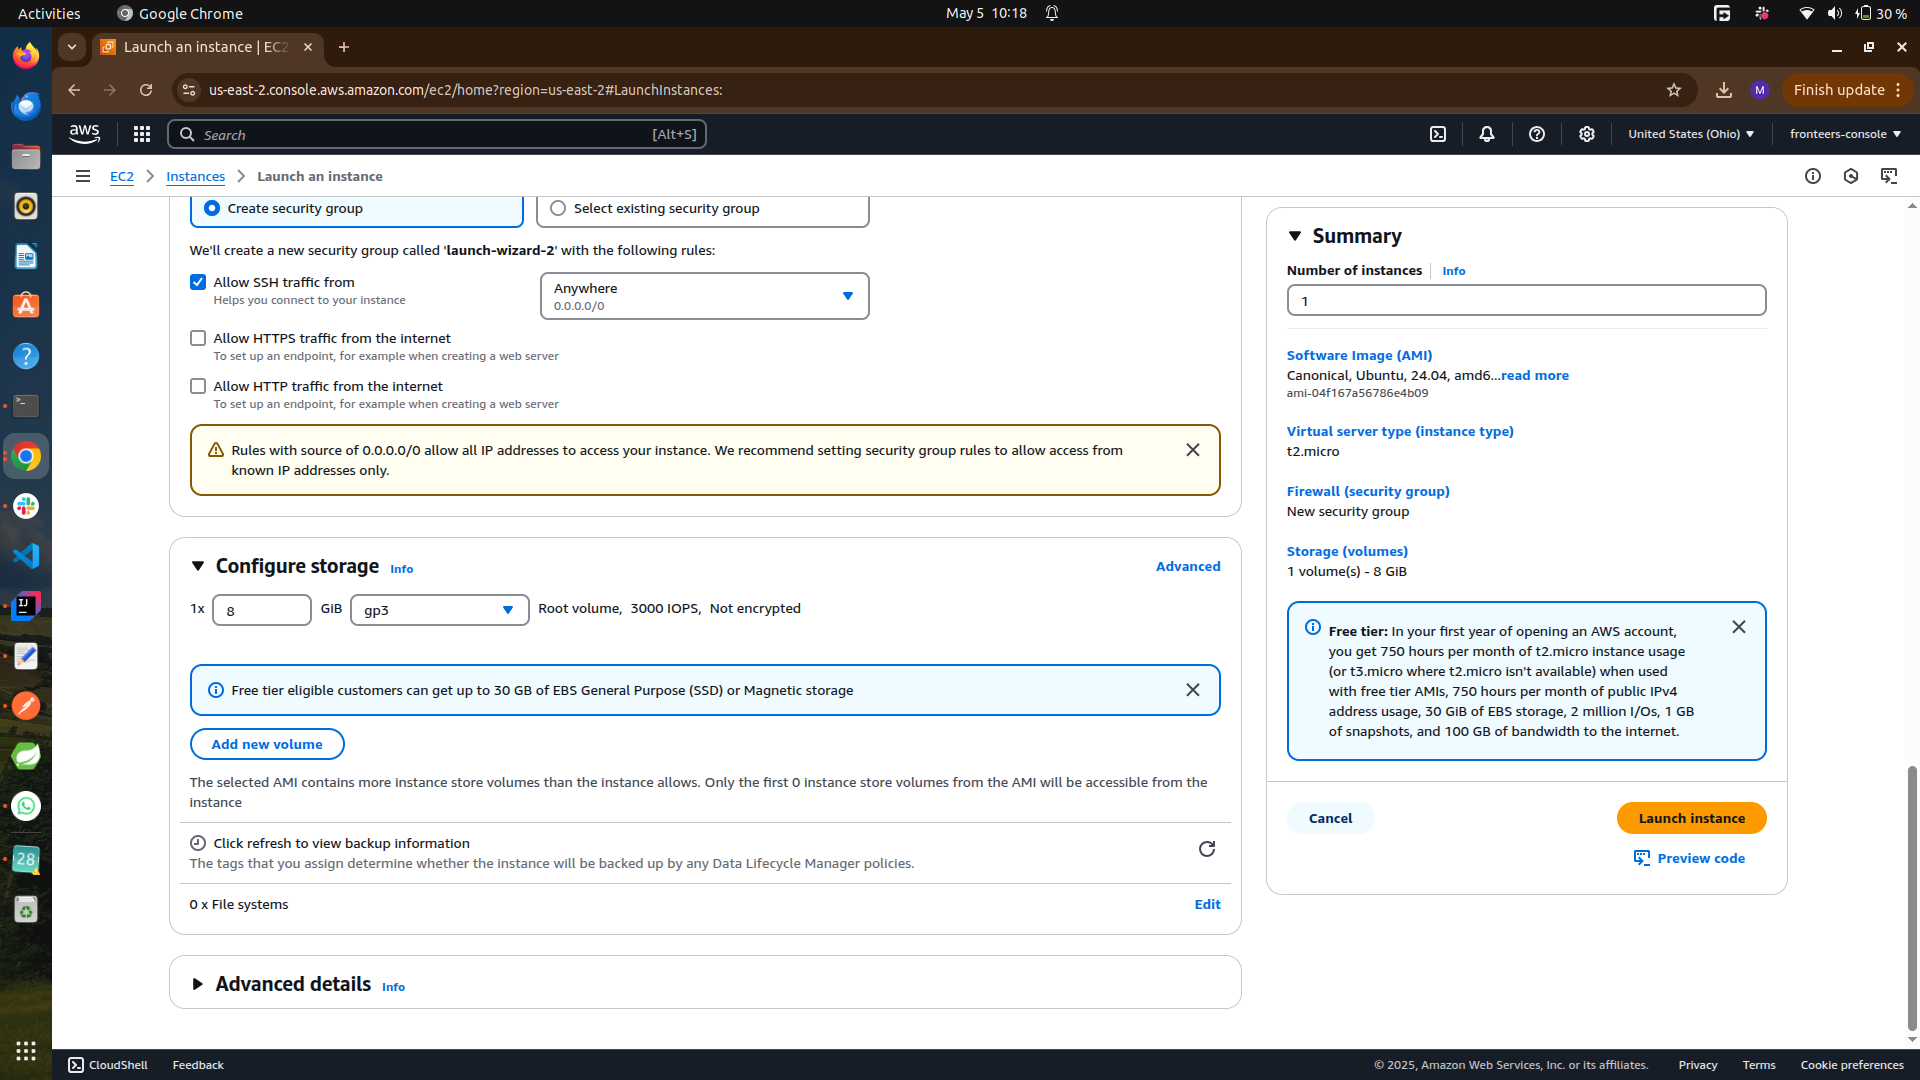 Activities
Google Chrome
May 5 10:18
30 %
Launch an instance | EC2
us-east-2.console.aws.amazon.com/ec2/home?region=us-east-2#LaunchInstances:
M
Finish update
aws
Search
[Alt+S]
United States (Ohio)
fronteers-console
EC2
Instances
Launch an instance
Create security group
Select existing security group
We'll create a new security group called 'launch-wizard-2' with the following rules:
Allow SSH traffic from
Helps you connect to your instance
Anywhere
0.0.0.0/0
Allow HTTPS traffic from the internet
To set up an endpoint, for example when creating a web server
Allow HTTP traffic from the internet
To set up an endpoint, for example when creating a web server
Rules with source of 0.0.0.0/0 allow all IP addresses to access your instance. We recommend setting security group rules to allow access from
known IP addresses only.
Configure storage Info
Advanced
1x
8
GiB
gp3
Root volume, 3000 IOPS, Not encrypted
Free tier eligible customers can get up to 30 GB of EBS General Purpose (SSD) or Magnetic storage
Add new volume
The selected AMI contains more instance store volumes than the instance allows. Only the first 0 instance store volumes from the AMI will be accessible from the
instance
Click refresh to view backup information
The tags that you assign determine whether the instance will be backed up by any Data Lifecycle Manager policies.
0 x File systems
Edit
Advanced details Info
Summary
Number of instances
Info
1
Software Image (AMI)
Canonical, Ubuntu, 24.04, amd6...read more
ami-04f167a56786e4b09
Virtual server type (instance type)
t2.micro
Firewall (security group)
New security group
Storage (volumes)
1 volume(s) - 8 GiB
Free tier: In your first year of opening an AWS account,
you get 750 hours per month of t2.micro instance usage
(or t3.micro where t2.micro isn't available) when used
with free tier AMIs, 750 hours per month of public IPv4
address usage, 30 GiB of EBS storage, 2 million I/Os, 1 GB
of snapshots, and 100 GB of bandwidth to the internet.
Cancel
Launch instance
Preview code
IJ
28
CloudShell
Feedback
© 2025, Amazon Web Services, Inc. or its affiliates.
Privacy
Terms
Cookie preferences